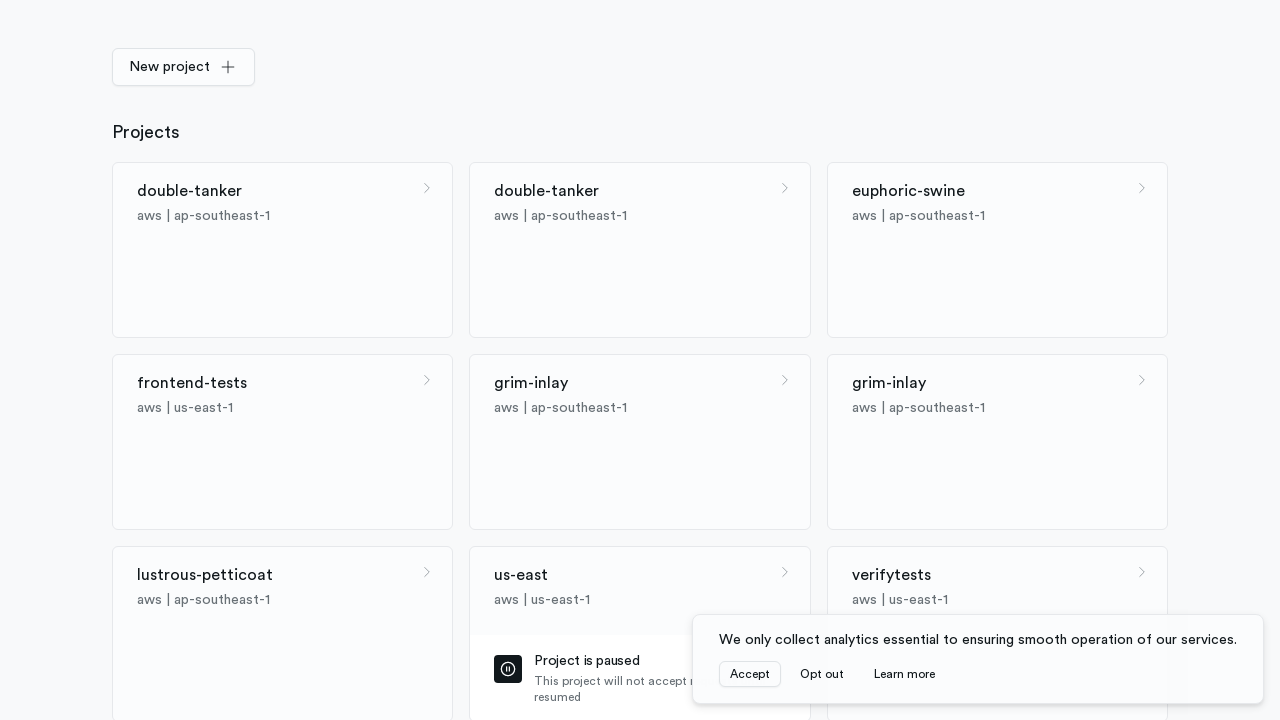 New project
Projects
double-tanker
aws | ap-southeast-1
double-tanker
aws | ap-southeast-1
euphoric-swine
aws | ap-southeast-1
frontend-tests
aws | us-east-1
grim-inlay
aws | ap-southeast-1
grim-inlay
aws | ap-southeast-1
lustrous-petticoat
aws | ap-southeast-1
us-east
aws | us-east-1
Project is paused
This project will not accept
resumed
verifytests
aws | us-east-1
We only collect analytics essential to ensuring smooth operation of our services.
Accept
Opt out
Learn more